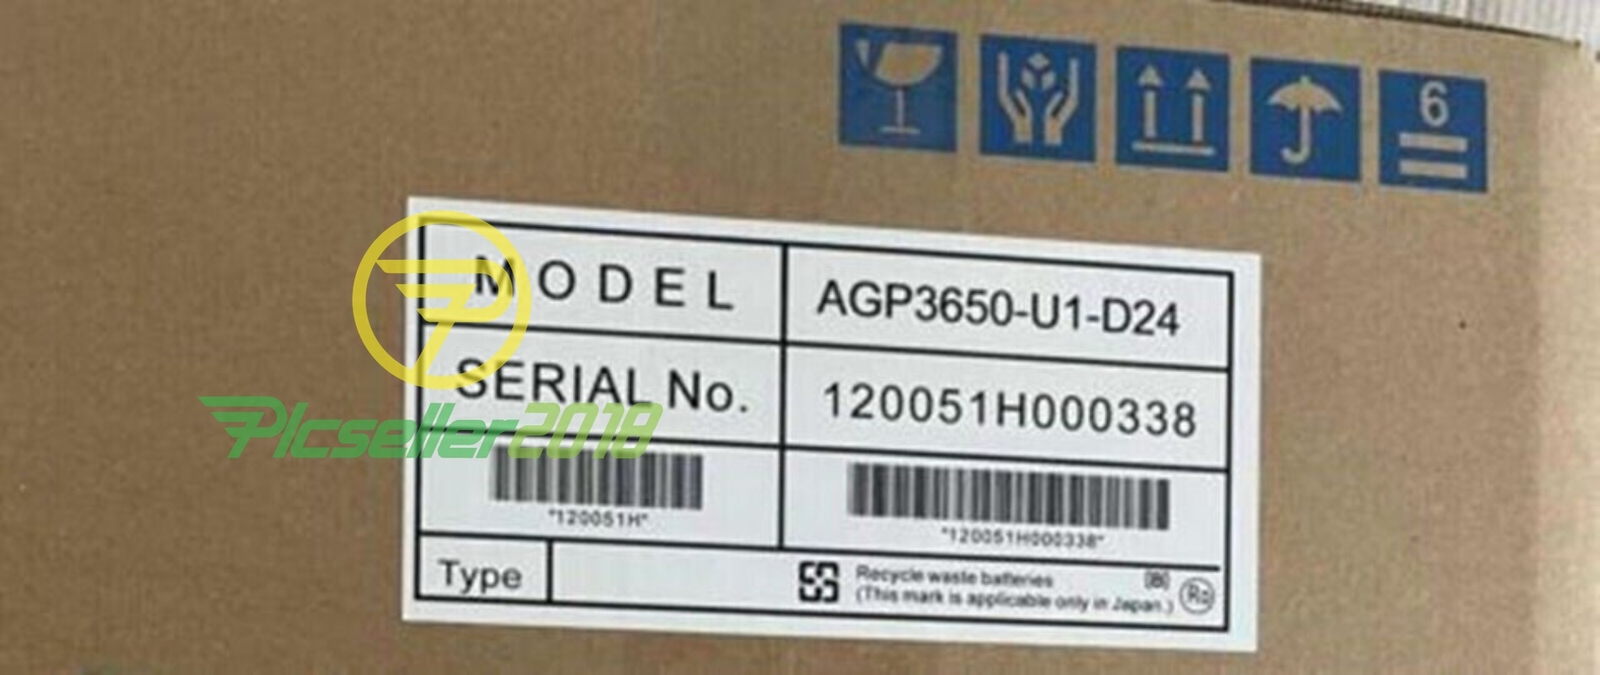 6
MODEL
AGP3650-U1-D24
SERIAL No.
120051H000338
Plcseller2018
"120051H"
"120051H000338"
Type
Recycle waste batteries
(This mark is applicable only in Japan.)